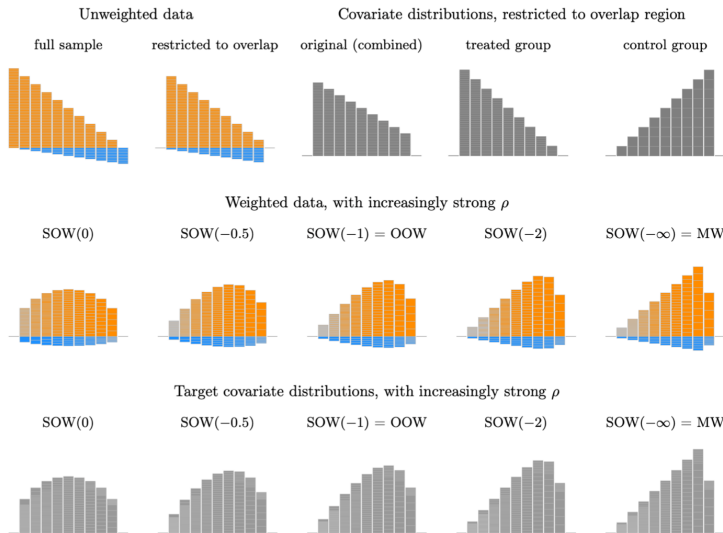 Unweighted data
Covariate distributions, restricted to overlap region
full sample
restricted to overlap
original (combined)
treated group
control group
Weighted data, with increasingly strong ρ
SOW(0)
SOW(−0.5)
SOW(−1) = OOW
SOW(−2)
SOW(−∞) = MW
Target covariate distributions, with increasingly strong ρ
SOW(0)
SOW(−0.5)
SOW(−1) = OOW
SOW(−2)
SOW(−∞) = MW